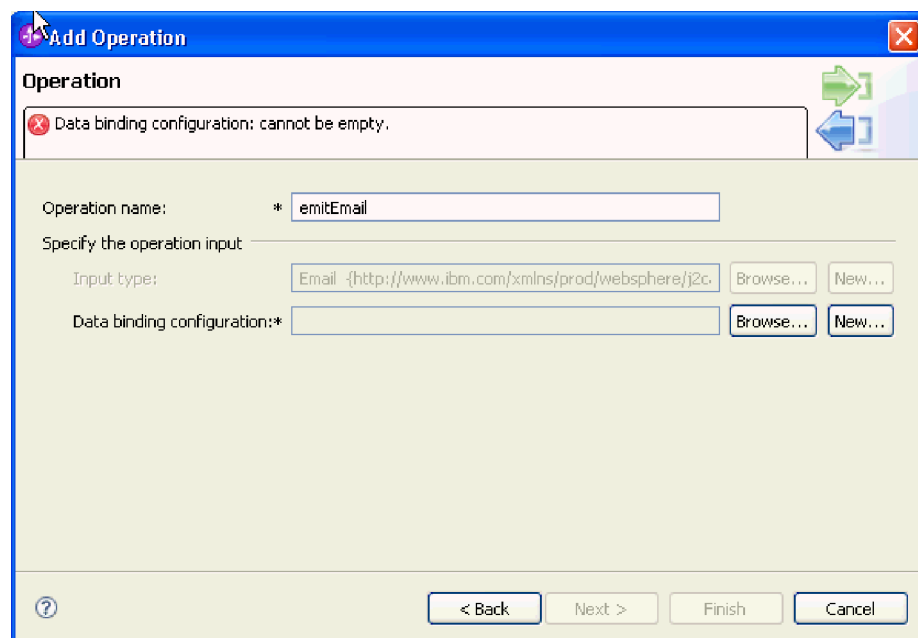 Add Operation
Operation
Data binding configuration: cannot be empty.
Operation name: * emitEmail
Specify the operation input
Input type: Email -{http://www.ibm.com/xmlns/prod/websphere/j2c. Browse... New...
Data binding configuration:* Browse... New...
? < Back Next > Finish Cancel